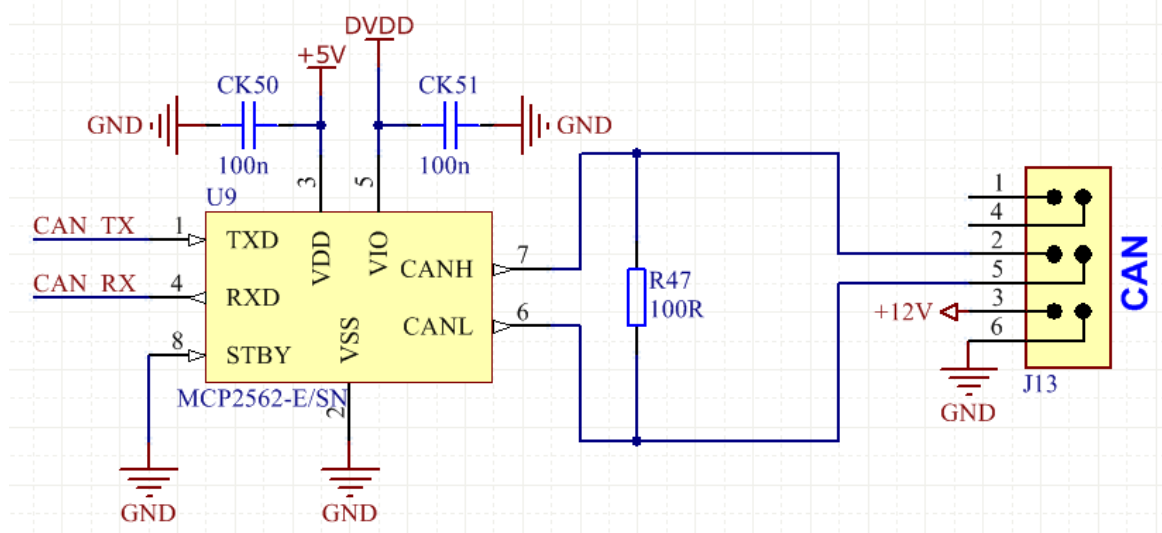 DVDD
+5V
CK50
CK51
GND
GND
100n
100n
3
5
U9
CAN_TX
1
TXD
VDD
VIO
CANH
7
CAN_RX
4
RXD
CANL
6
8
STBY
VSS
MCP2562-E/SN
2
GND
GND
R47
100R
1
4
2
5
+12V
3
6
GND
J13
CAN